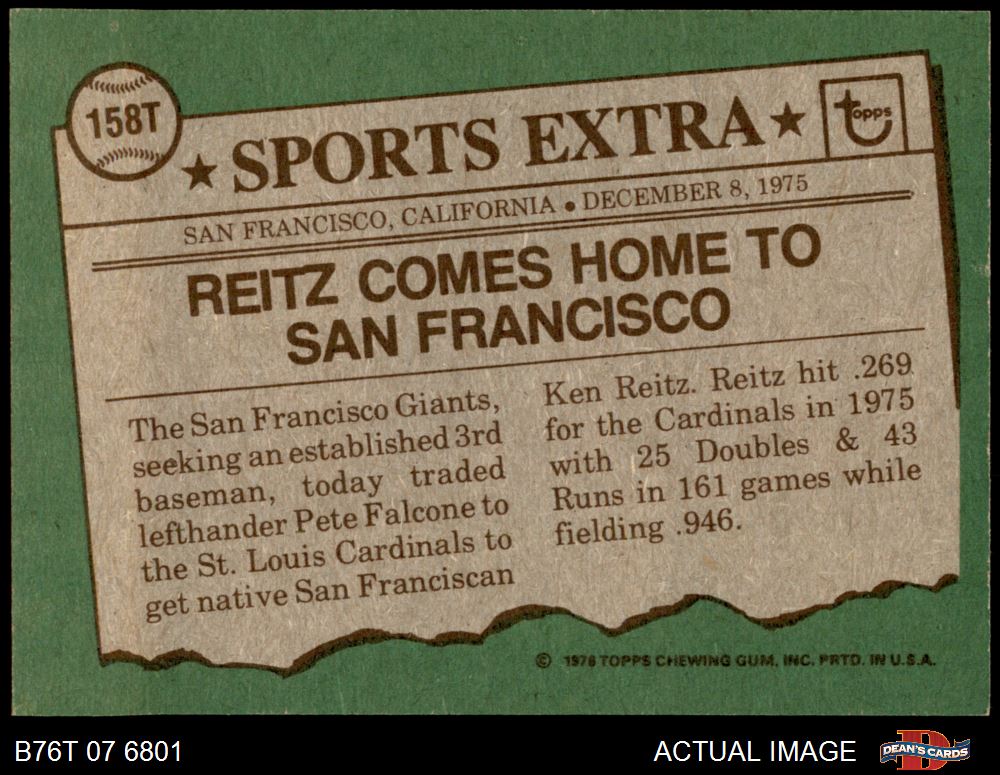 158T
★ SPORTS EXTRA ★
topps
SAN FRANCISCO, CALIFORNIA • DECEMBER 8, 1975
REITZ COMES HOME TO
SAN FRANCISCO
The San Francisco Giants,
seeking an established 3rd
baseman, today traded
lefthander Pete Falcone to
the St. Louis Cardinals to
get native San Franciscan
Ken Reitz. Reitz hit .269
for the Cardinals in 1975
with 25 Doubles & 43
Runs in 161 games while
fielding .946.
© 1976 TOPPS CHEWING GUM, INC. PRTD. IN U.S.A.
B76T 07 6801
ACTUAL IMAGE
DEAN'S CARDS